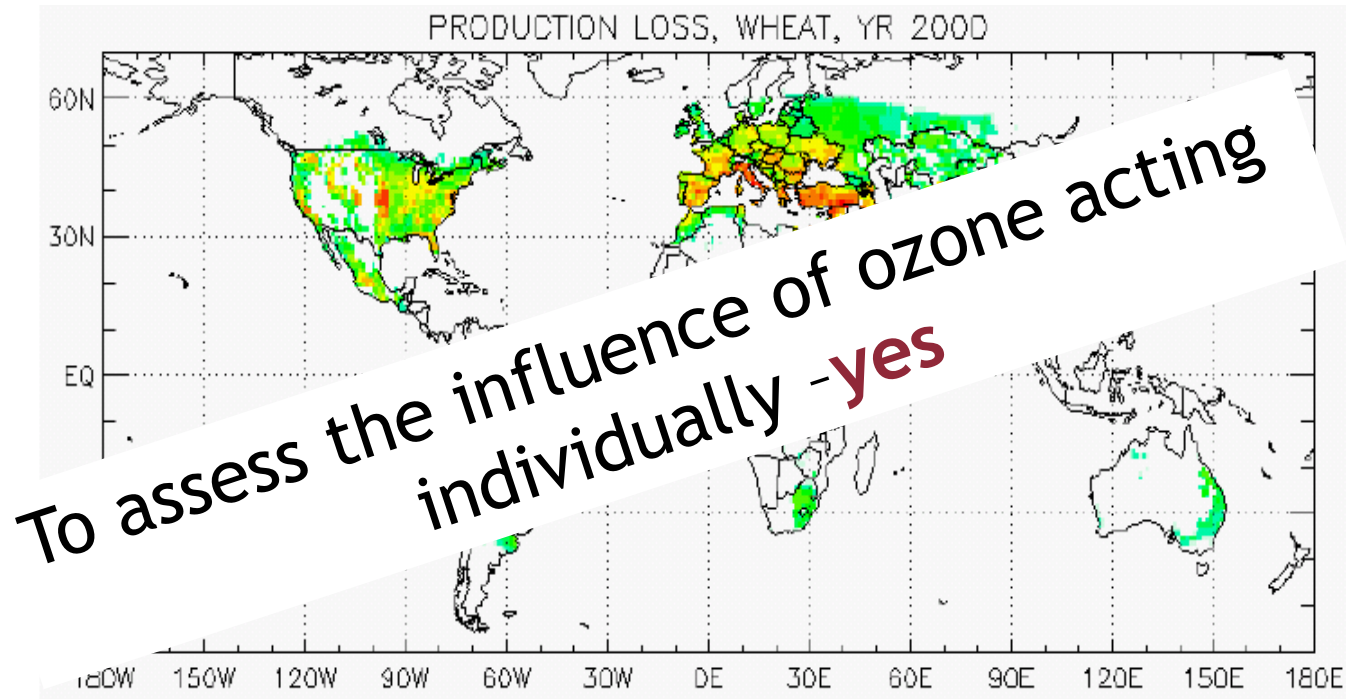 PRODUCTION LOSS, WHEAT, YR 2000
60N
30N
EQ
To assess the influence of ozone acting
individually -yes
180W 150W 120W 90W 60W 30W 0E 30E 60E 90E 120E 150E 180E